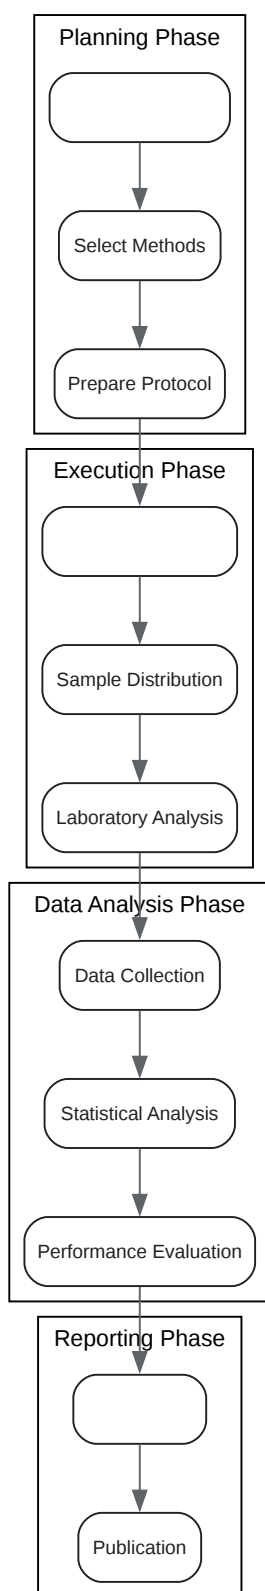 Planning Phase
Select Methods
Prepare Protocol
Execution Phase
Sample Distribution
Laboratory Analysis
Data Analysis Phase
Data Collection
Statistical Analysis
Performance Evaluation
Reporting Phase
Publication